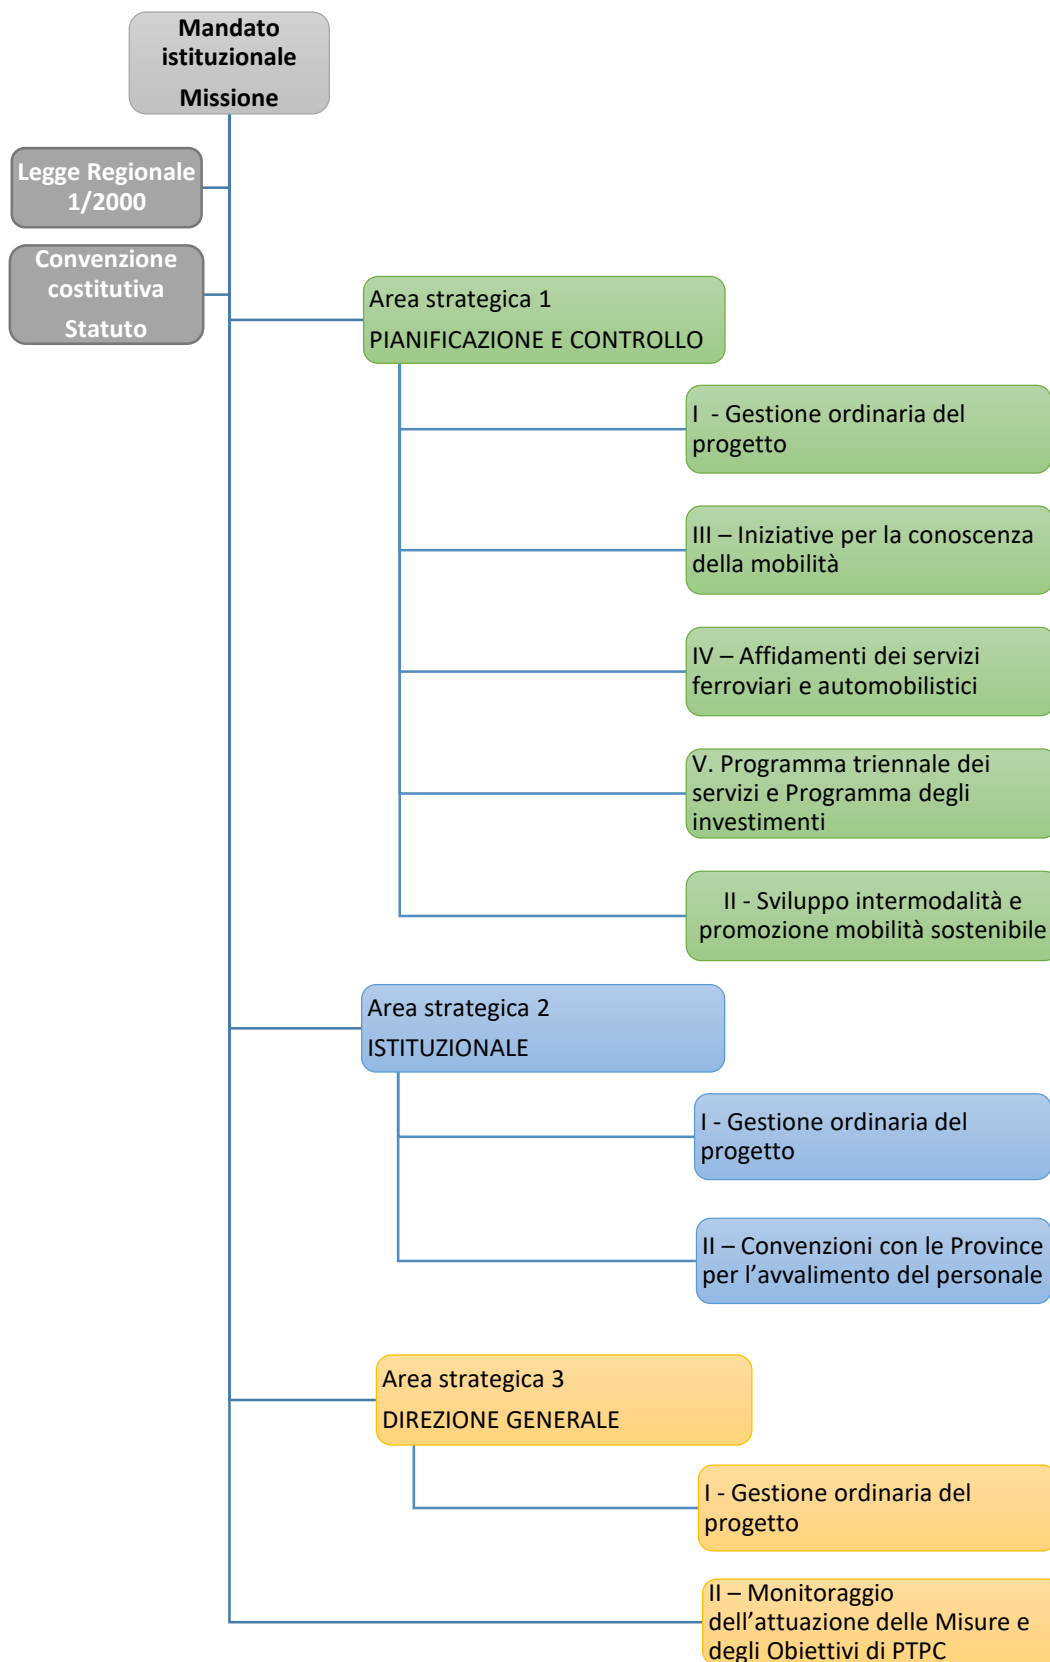 Mandato
istituzionale
Missione
Legge Regionale
1/2000
Convenzione
costitutiva
Statuto
Area strategica 1
PIANIFICAZIONE E CONTROLLO
I - Gestione ordinaria del
progetto
III – Iniziative per la conoscenza
della mobilità
IV – Affidamenti dei servizi
ferroviari e automobilistici
V. Programma triennale dei
servizi e Programma degli
investimenti
II - Sviluppo intermodalità e
promozione mobilità sostenibile
Area strategica 2
ISTITUZIONALE
I - Gestione ordinaria del
progetto
II – Convenzioni con le Province
per l’avvalimento del personale
Area strategica 3
DIREZIONE GENERALE
I - Gestione ordinaria del
progetto
II – Monitoraggio
dell’attuazione delle Misure e
degli Obiettivi di PTPC